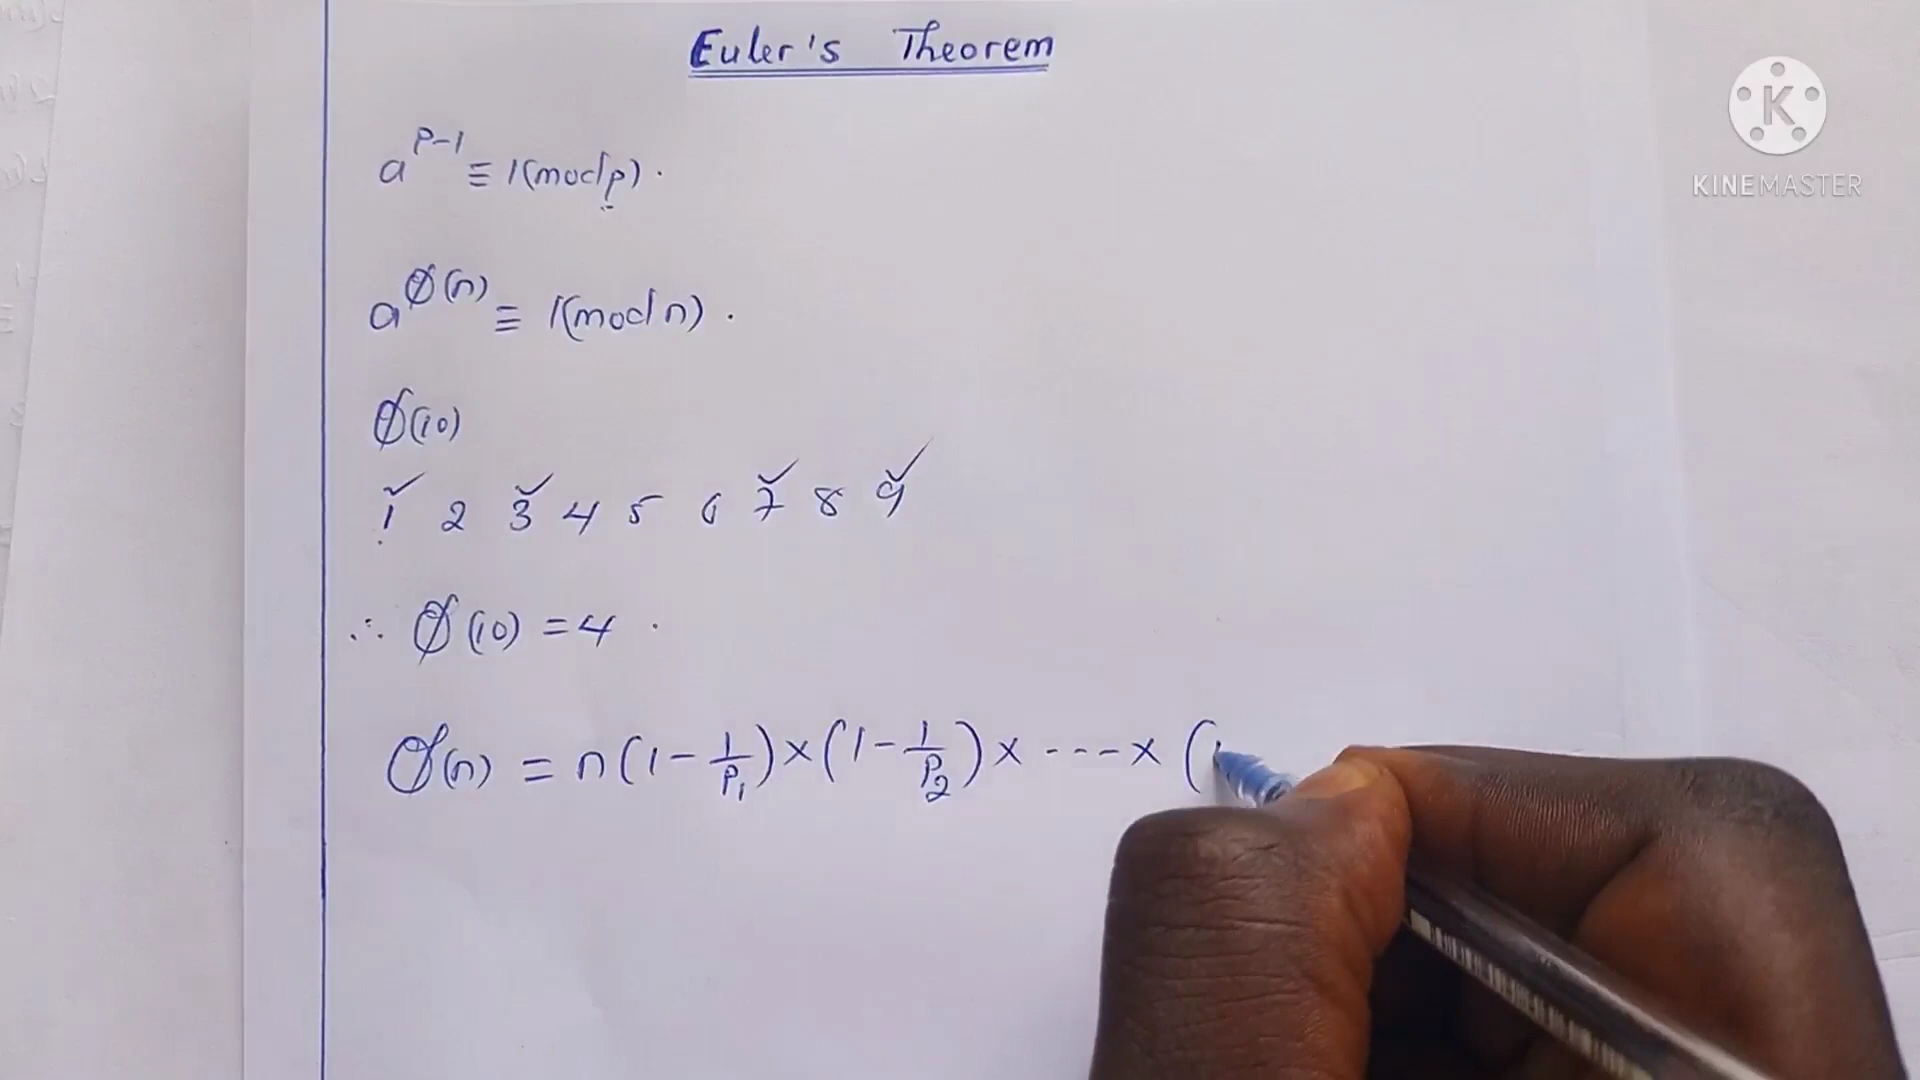 Euler's Theorem
K
KINEMASTER
a^{p-1} ≡ 1(mod p).
a^{Ø(n)} ≡ 1(mod n).
Ø(10)
1 2 3 4 5 6 7 8 9
∴ Ø(10) = 4.
Ø(n) = n(1 - 1/P₁) × (1 - 1/P₂) × ---- × (1